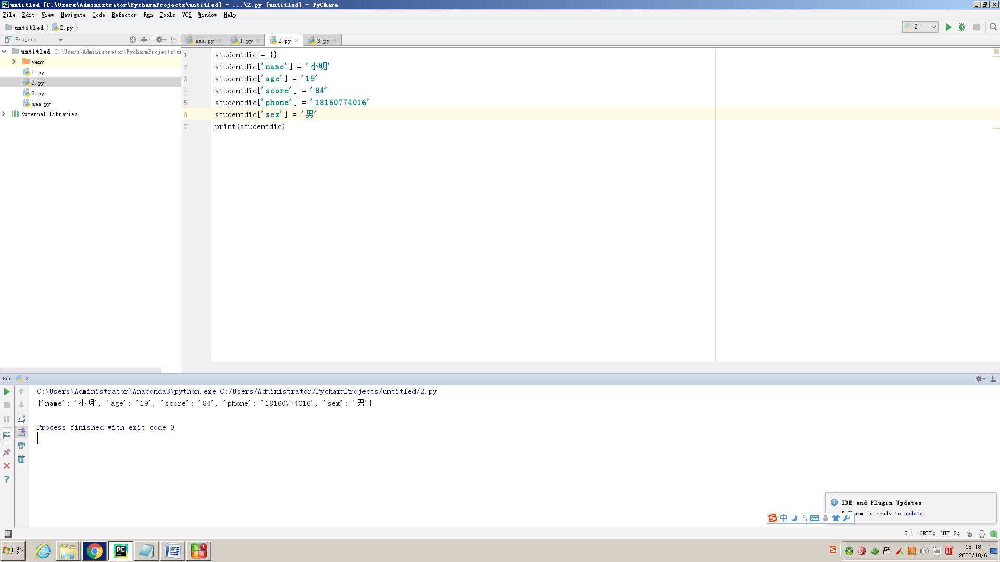 untitled [C:\Users\Administrator\PycharmProjects\untitled] - ...\2.py [untitled] - PyCharm
File Edit View Navigate Code Refactor Run Tools VCS Window Help
untitled 2.py 2
Project
aaa.py 1.py 2.py 3.py
untitled C:\Users\Administrator\PycharmProjects\un
venv
1.py
2.py
3.py
aaa.py
External Libraries
1 studentdic = {}
2 studentdic['name'] = '小明'
3 studentdic['age'] = '19'
4 studentdic['score'] = '84'
5 studentdic['phone'] = '18160774016'
6 studentdic['sex'] = '男'
7 print(studentdic)
Run 2
C:\Users\Administrator\Anaconda3\python.exe C:/Users/Administrator/PycharmProjects/untitled/2.py
{'name': '小明', 'age': '19', 'score': '84', 'phone': '18160774016', 'sex': '男'}
Process finished with exit code 0
IDE and Plugin Updates
is ready to update.
中
5:1 CRLF UTF-8 1
开始
PC
1
15:18
2020/10/6